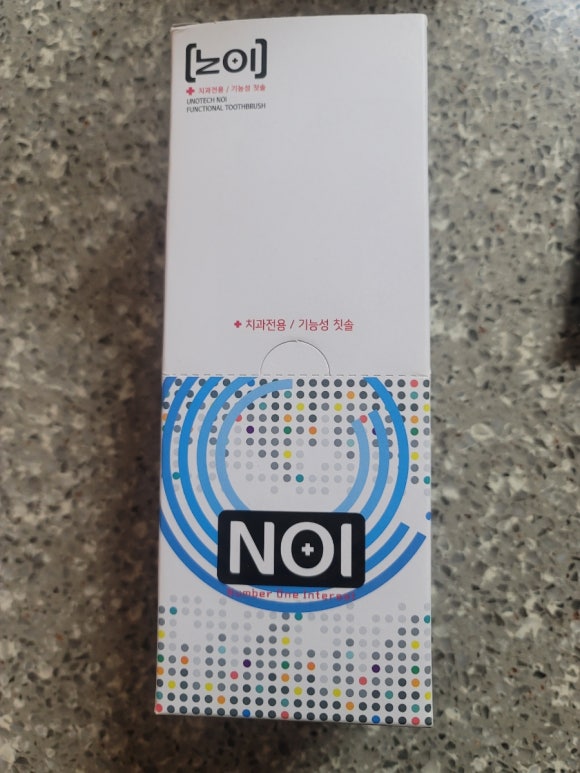 [노이]
치과전용 / 기능성 칫솔
UNOTECH NOI
FUNCTIONAL TOOTHBRUSH
치과전용 / 기능성 칫솔
NOI
Number One Interest